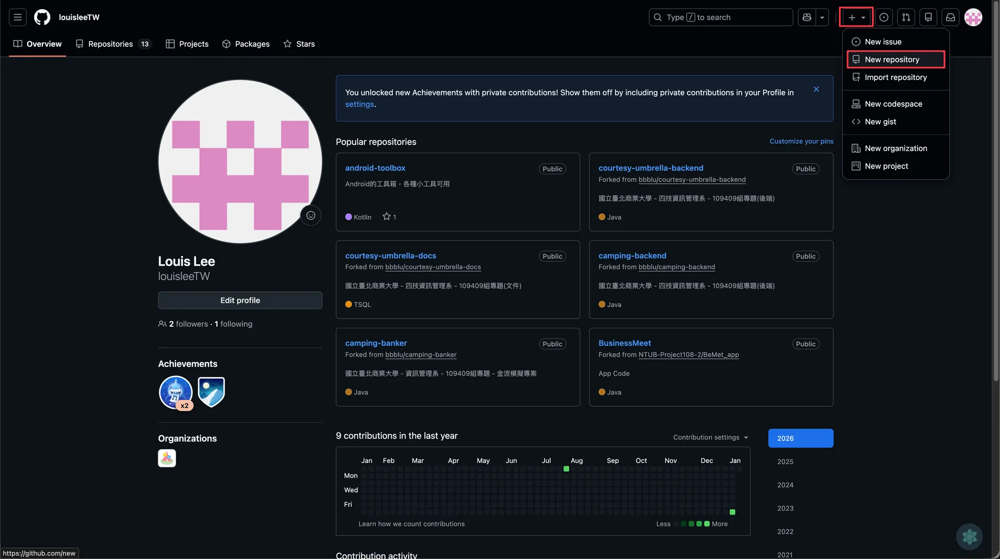 louisleeTW
Type / to search
Overview
Repositories 13
Projects
Packages
Stars
New issue
New repository
Import repository
New codespace
New gist
New organization
New project
You unlocked new Achievements with private contributions! Show them off by including private contributions in your Profile in
settings.
Louis Lee
louisleeTW
Edit profile
2 followers · 1 following
Achievements
x2
Organizations
Popular repositories
Customize your pins
android-toolbox
Public
Android的工具箱，各種小工具可用
Kotlin
1
courtesy-umbrella-backend
Public
Forked from bbblu/courtesy-umbrella-backend
國立臺北商業大學 - 四技資訊管理系 - 109409組專題(後端)
Java
courtesy-umbrella-docs
Public
Forked from bbblu/courtesy-umbrella-docs
國立臺北商業大學 - 四技資訊管理系 - 109409組專題(文件)
TSQL
camping-backend
Public
Forked from bbblu/camping-backend
國立臺北商業大學 - 四技資訊管理系 - 109409組專題(後端)
Java
camping-banker
Public
Forked from bbblu/camping-banker
國立臺北商業大學 - 資訊管理系 - 109409組專題 - 金流模擬專案
Java
BusinessMeet
Public
Forked from NTUB-Project108-2/BeMet_app
App Code
Java
9 contributions in the last year
Contribution settings
Jan Feb Mar Apr May Jun Jul Aug Sep Oct Nov Dec Jan
Mon
Wed
Fri
Learn how we count contributions
Less
More
2026
2025
2024
2023
2022
2021
Contribution activity
https://github.com/new